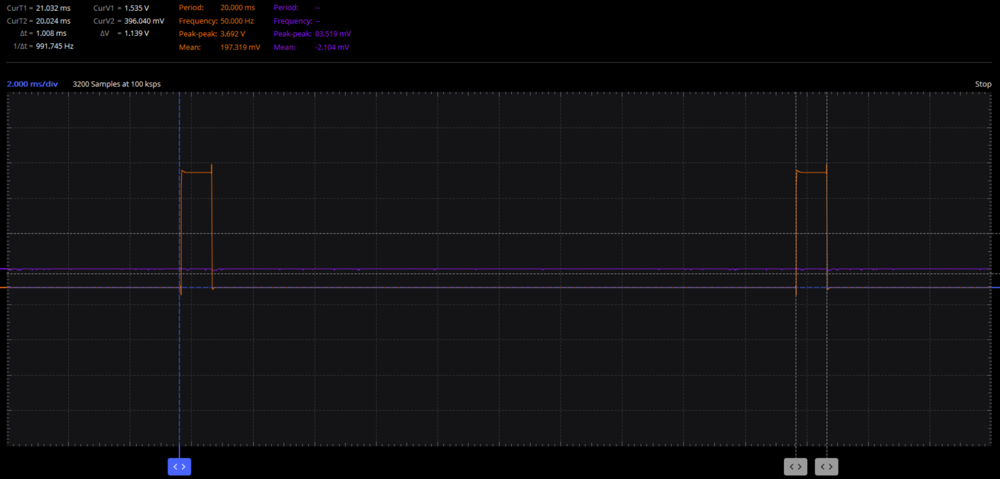 CurT1 = 21.032 ms CurV1 = 1.535 V Period: 20.000 ms Period: --
CurT2 = 20.024 ms CurV2 = 396.040 mV Frequency: 50.000 Hz Frequency: --
Δt = 1.008 ms ΔV = 1.139 V Peak-peak: 3.692 V Peak-peak: 83.519 mV
1/Δt = 991.745 Hz Mean: 197.319 mV Mean: -2.104 mV
2.000 ms/div 3200 Samples at 100 ksps Stop